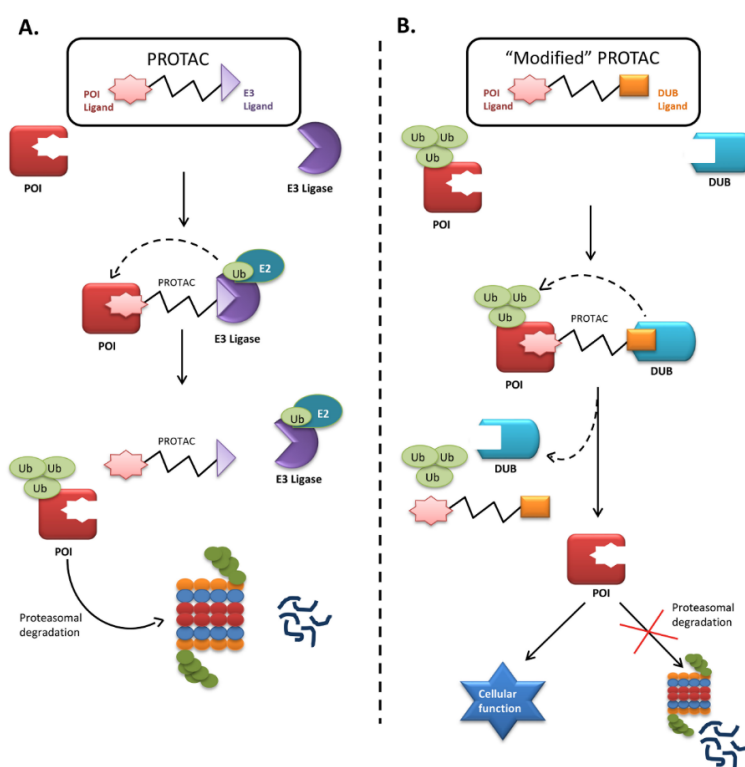 A.
PROTAC
POI
Ligand
E3
Ligand
POI
E3 Ligase
Ub
E2
PROTAC
POI
E3 Ligase
PROTAC
Ub
E2
E3 Ligase
Ub
Ub
Ub
POI
Proteasomal
degradation
B.
“Modified” PROTAC
POI
Ligand
DUB
Ligand
Ub
Ub
Ub
POI
DUB
Ub
Ub
Ub
PROTAC
POI
DUB
DUB
Ub
Ub
Ub
POI
Proteasomal
degradation
Cellular
function